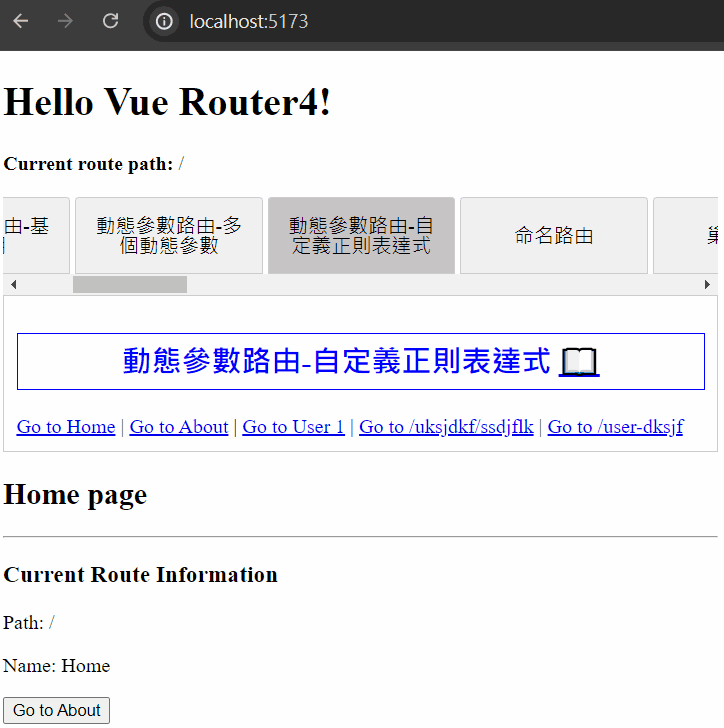 localhost:5173
Hello Vue Router4!
Current route path: /
由-基
動態參數路由-多
個動態參數
動態參數路由-自
定義正則表達式
命名路由
動態參數路由-自定義正則表達式 📖
Go to Home | Go to About | Go to User 1 | Go to /uksjdkf/ssdjflk | Go to /user-dksjf
Home page
Current Route Information
Path: /
Name: Home
Go to About